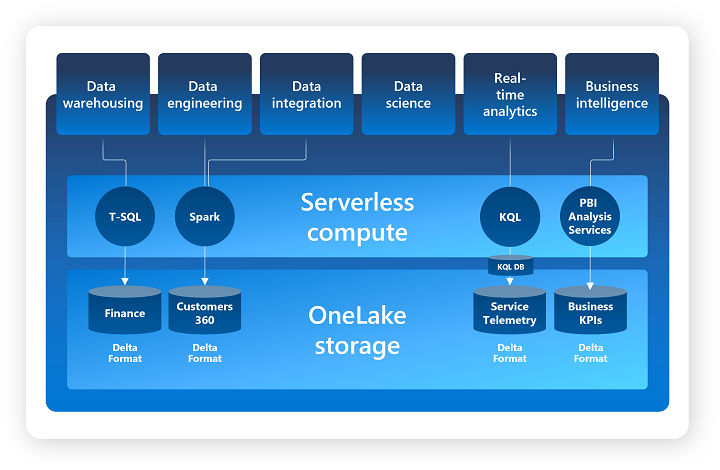 Data
warehousing
Data
engineering
Data
integration
Data
science
Real-
time
analytics
Business
intelligence
T-SQL
Spark
Serverless
compute
KQL
PBI
Analysis
Services
KQL DB
Finance
Customers
360
OneLake
storage
Service
Telemetry
Business
KPIs
Delta
Format
Delta
Format
Delta
Format
Delta
Format